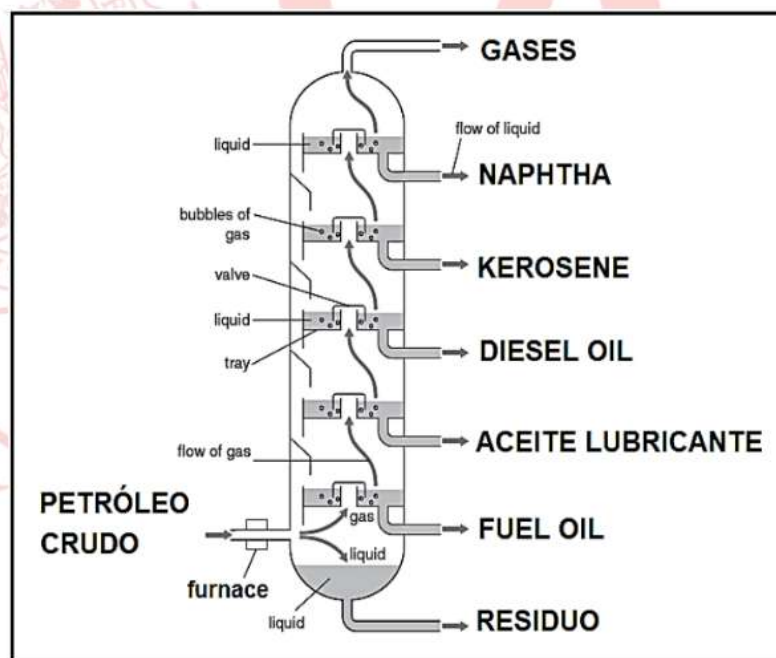 GASES
flow of liquid
liquid
NAPHTHA
bubbles of
gas
KEROSENE
valve
liquid
tray
DIESEL OIL
flow of gas
ACEITE LUBRICANTE
PETRÓLEO
CRUDO
gas
FUEL OIL
liquid
furnace
liquid
RESIDUO